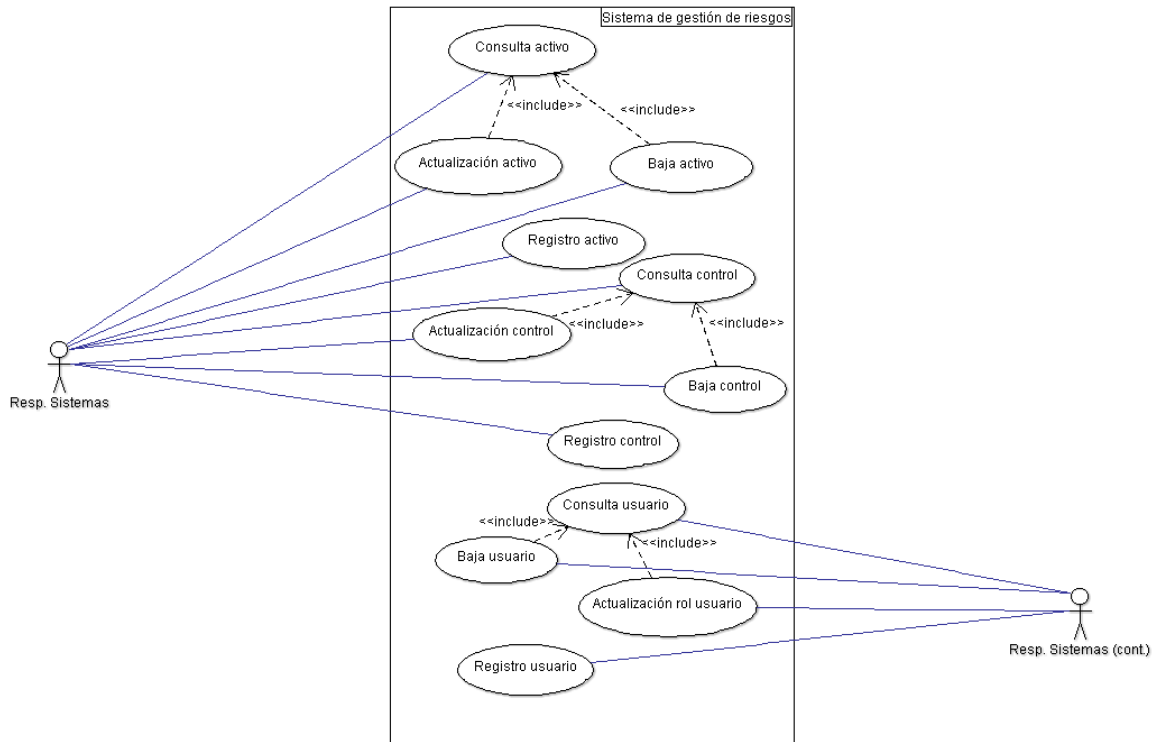 Sistema de gestión de riesgos
Consulta activo
<<include>>
<<include>>
Actualización activo
Baja activo
Registro activo
Consulta control
Actualización control
<<include>>
<<include>>
Resp. Sistemas
Baja control
Registro control
Consulta usuario
<<include>>
<<include>>
Baja usuario
Actualización rol usuario
Resp. Sistemas (cont.)
Registro usuario